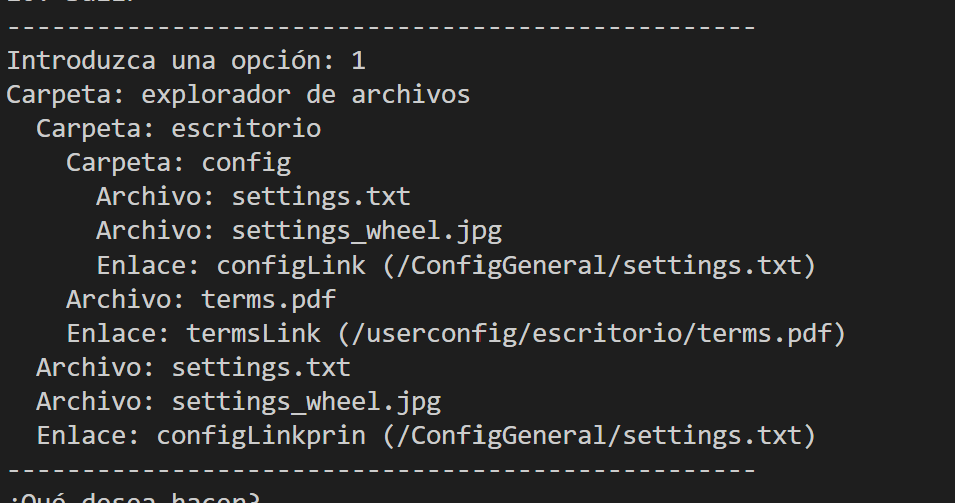 --------------------------------------------------
Introduzca una opción: 1
Carpeta: explorador de archivos
  Carpeta: escritorio
    Carpeta: config
      Archivo: settings.txt
      Archivo: settings_wheel.jpg
      Enlace: configLink (/ConfigGeneral/settings.txt)
    Archivo: terms.pdf
    Enlace: termsLink (/userconfig/escritorio/terms.pdf)
  Archivo: settings.txt
  Archivo: settings_wheel.jpg
  Enlace: configLinkprin (/ConfigGeneral/settings.txt)
--------------------------------------------------
¿Qué desea hacen?